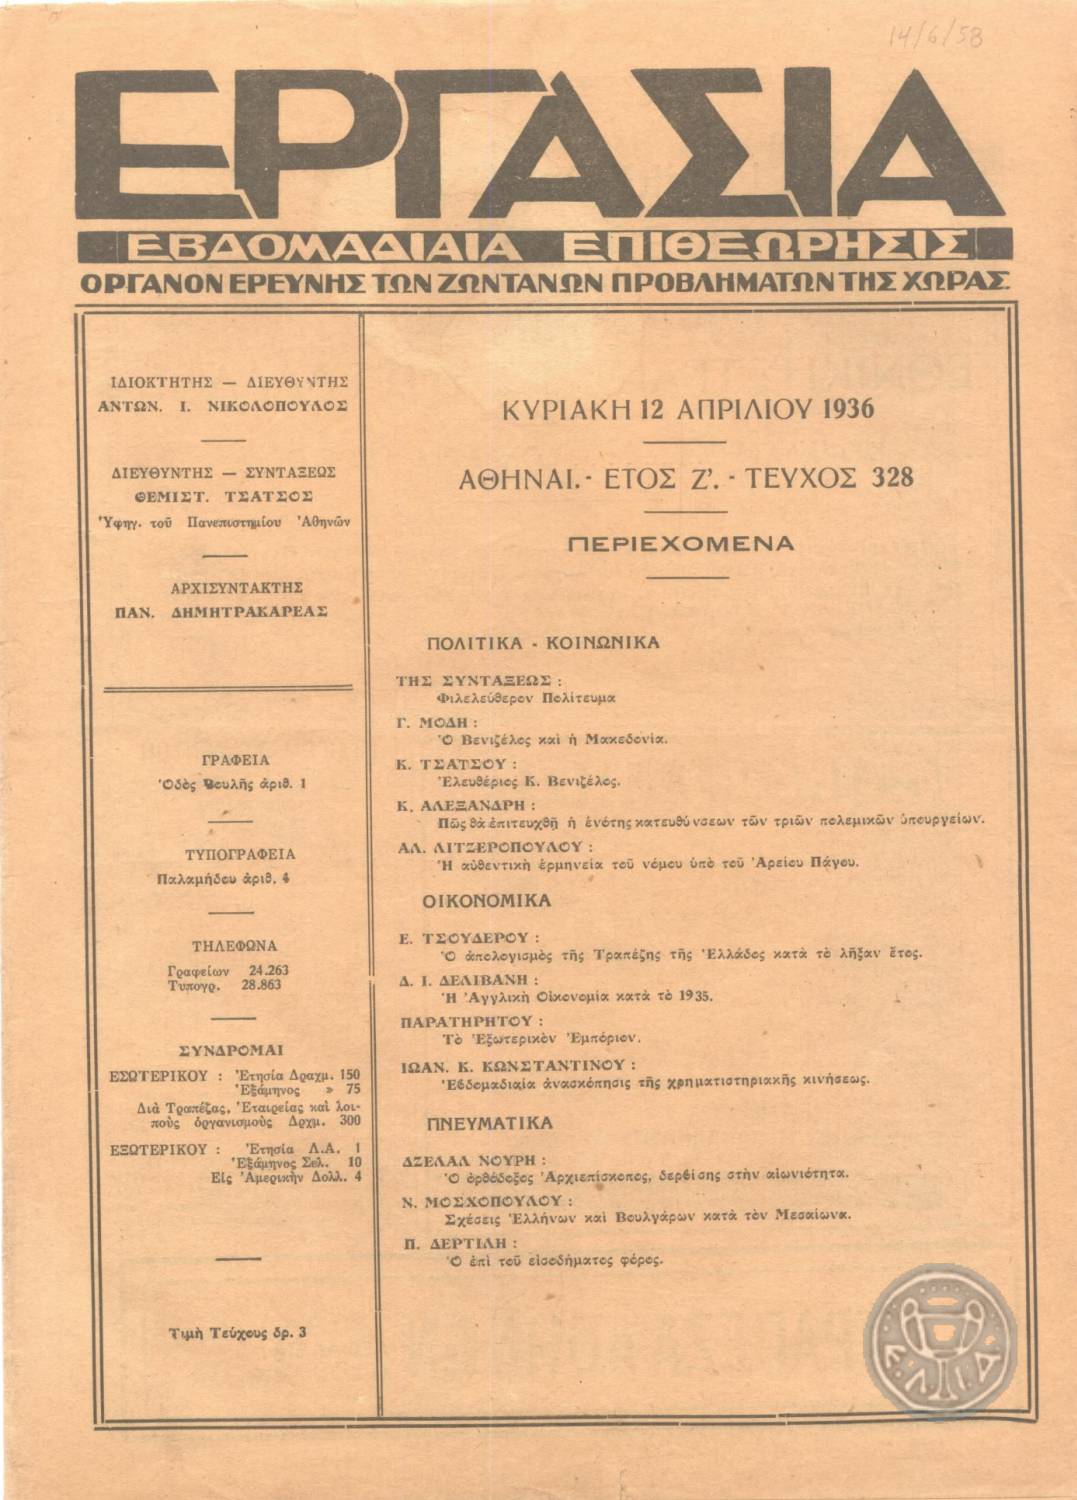 14/6/58
ΕΡΓΑΣΙΑ
ΕΒΔΟΜΑΔΙΑΙΑ ΕΠΙΘΕΩΡΗΣΙΣ
ΟΡΓΑΝΟΝ ΕΡΕΥΝΗΣ ΤΩΝ ΖΩΝΤΑΝΩΝ ΠΡΟΒΛΗΜΑΤΩΝ ΤΗΣ ΧΩΡΑΣ
ΙΔΙΟΚΤΗΤΗΣ — ΔΙΕΥΘΥΝΤΗΣ
ΑΝΤΩΝ. Ι. ΝΙΚΟΛΟΠΟΥΛΟΣ
ΔΙΕΥΘΥΝΤΗΣ — ΣΥΝΤΑΞΕΩΣ
ΘΕΜΙΣΤ. ΤΣΑΤΣΟΣ
Ὑφηγ. τοῦ Πανεπιστημίου Ἀθηνῶν
ΑΡΧΙΣΥΝΤΑΚΤΗΣ
ΠΑΝ. ΔΗΜΗΤΡΑΚΑΡΕΑΣ
ΓΡΑΦΕΙΑ
Ὁδὸς Βουλῆς ἀριθ. 1
ΤΥΠΟΓΡΑΦΕΙΑ
Παλαμήδου ἀριθ. 4
ΤΗΛΕΦΩΝΑ
Γραφείων 24.263
Τυπογρ. 28.863
ΣΥΝΔΡΟΜΑΙ
ΕΣΩΤΕΡΙΚΟΥ : Ἐτησία Δραχμ. 150
Ἑξάμηνος » 75
Διὰ Τραπέζας, Ἑταιρείας καὶ λοι-
ποὺς ὀργανισμοὺς Δρχμ. 300
ΕΞΩΤΕΡΙΚΟΥ : Ἐτησία Λ.Α. 1
Ἑξάμηνος Σελ. 10
Εἰς Ἀμερικὴν Δολλ. 4
Τιμὴ Τεύχους δρ. 3
ΚΥΡΙΑΚΗ 12 ΑΠΡΙΛΙΟΥ 1936
ΑΘΗΝΑΙ.- ΕΤΟΣ Ζ'. - ΤΕΥΧΟΣ 328
ΠΕΡΙΕΧΟΜΕΝΑ
ΠΟΛΙΤΙΚΑ - ΚΟΙΝΩΝΙΚΑ
ΤΗΣ ΣΥΝΤΑΞΕΩΣ :
Φιλελεύθερον Πολίτευμα
Γ. ΜΟΔΗ :
Ὁ Βενιζέλος καὶ ἡ Μακεδονία.
Κ. ΤΣΑΤΣΟΥ :
Ἐλευθέριος Κ. Βενιζέλος.
Κ. ΑΛΕΞΑΝΔΡΗ :
Πῶς θὰ ἐπιτευχθῇ ἡ ἑνότης κατευθύνσεων τῶν τριῶν πολεμικῶν ὑπουργείων.
ΑΛ. ΛΙΤΖΕΡΟΠΟΥΛΟΥ :
Ἡ αὐθεντικὴ ἑρμηνεία τοῦ νόμου ὑπὸ τοῦ Ἀρείου Πάγου.
ΟΙΚΟΝΟΜΙΚΑ
Ε. ΤΣΟΥΔΕΡΟΥ :
Ὁ ἀπολογισμὸς τῆς Τραπέζης τῆς Ἑλλάδος κατὰ τὸ λῆξαν ἔτος.
Δ. Ι. ΔΕΛΙΒΑΝΗ :
Ἡ Ἀγγλικὴ Οἰκονομία κατὰ τὸ 1935.
ΠΑΡΑΤΗΡΗΤΟΥ :
Τὸ Ἐξωτερικὸν Ἐμπόριον.
ΙΩΑΝ. Κ. ΚΩΝΣΤΑΝΤΙΝΟΥ :
Ἑβδομαδιαία ἀνασκόπησις τῆς χρηματιστηριακῆς κινήσεως.
ΠΝΕΥΜΑΤΙΚΑ
ΔΖΕΛΑΛ ΝΟΥΡΗ :
Ὁ ὀρθόδοξος Ἀρχιεπίσκοπος, δερβίσης στὴν αἰωνιότητα.
Ν. ΜΟΣΧΟΠΟΥΛΟΥ :
Σχέσεις Ἑλλήνων καὶ Βουλγάρων κατὰ τὸν Μεσαίωνα.
Π. ΔΕΡΤΙΛΗ :
Ὁ ἐπὶ τοῦ εἰσοδήματος φόρος.
Ε.Λ.Ι.Α